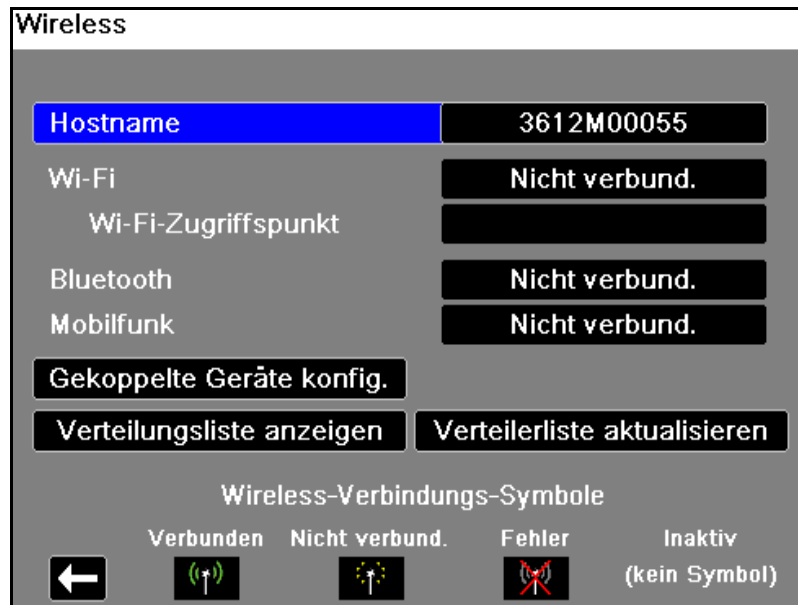 Wireless
Hostname 3612M00055
Wi-Fi Nicht verbund.
Wi-Fi-Zugriffspunkt
Bluetooth Nicht verbund.
Mobilfunk Nicht verbund.
Gekoppelte Geräte konfig.
Verteilungsliste anzeigen Verteilerliste aktualisieren
Wireless-Verbindungs-Symbole
Verbunden Nicht verbund. Fehler Inaktiv
(kein Symbol)